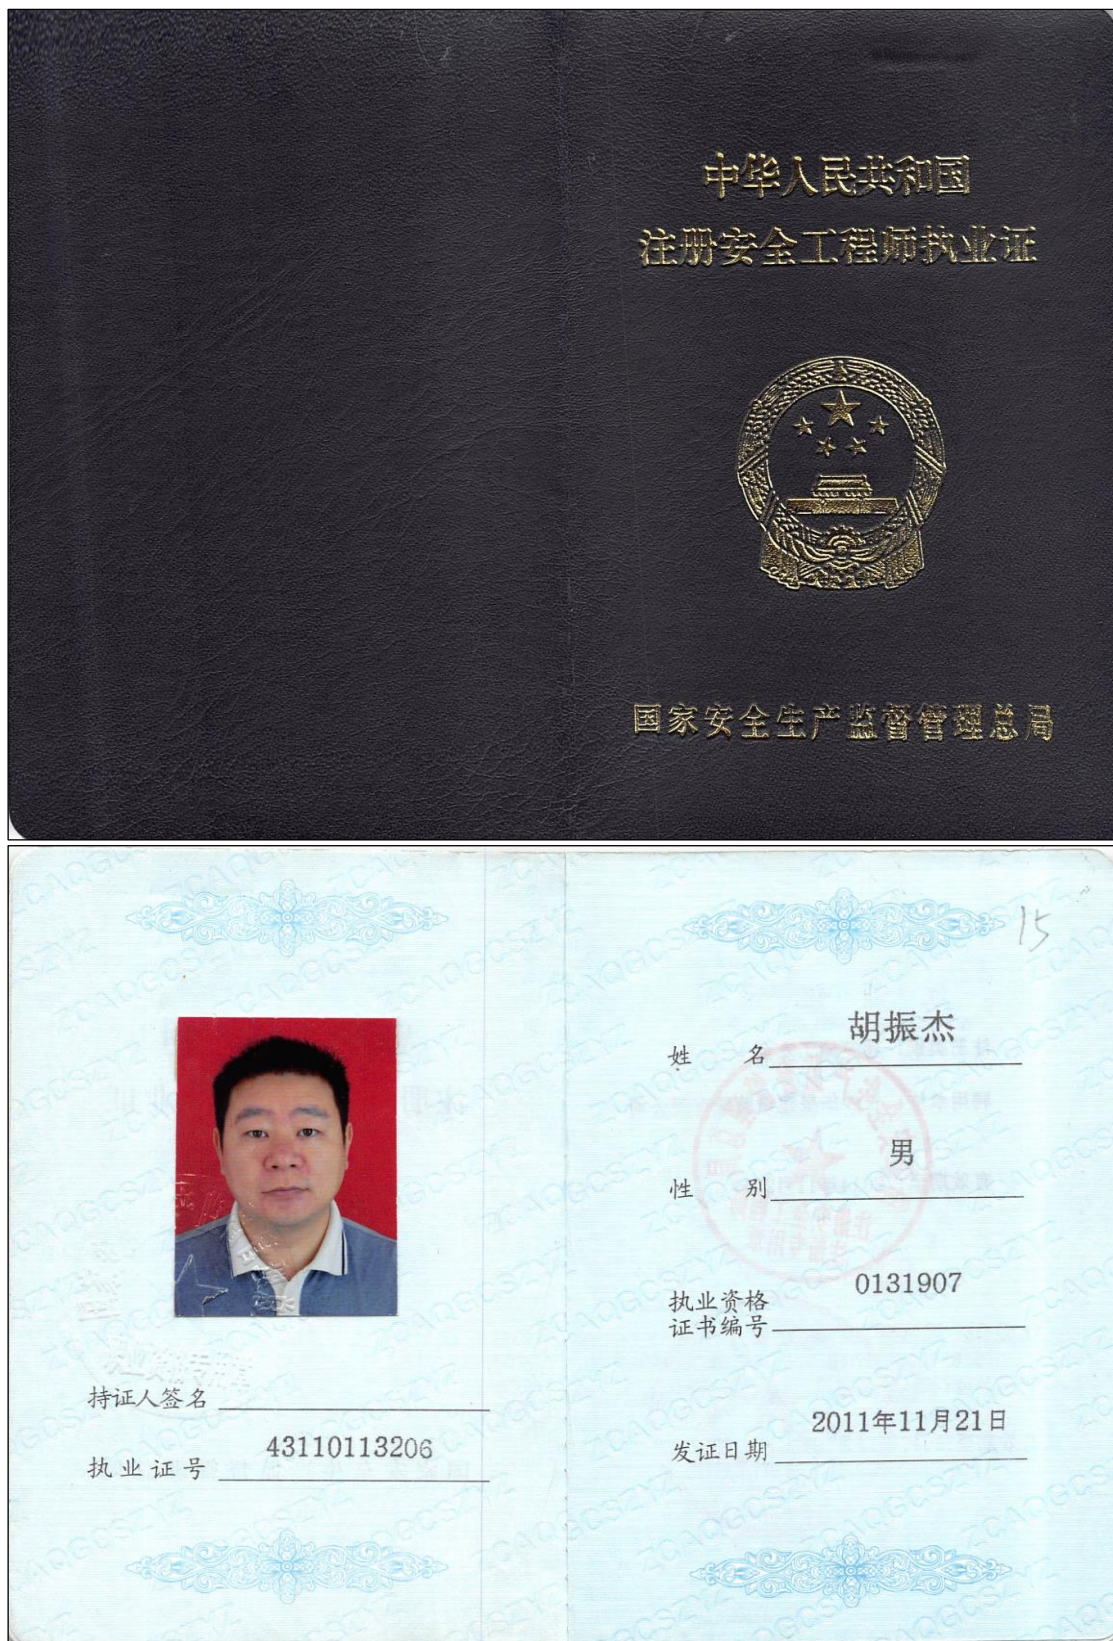 中华人民共和国
注册安全工程师执业证
国家安全生产监督管理总局
持证人签名
执业证号 43110113206
15
姓名 胡振杰
性别 男
执业资格
证书编号 0131907
发证日期 2011年11月21日